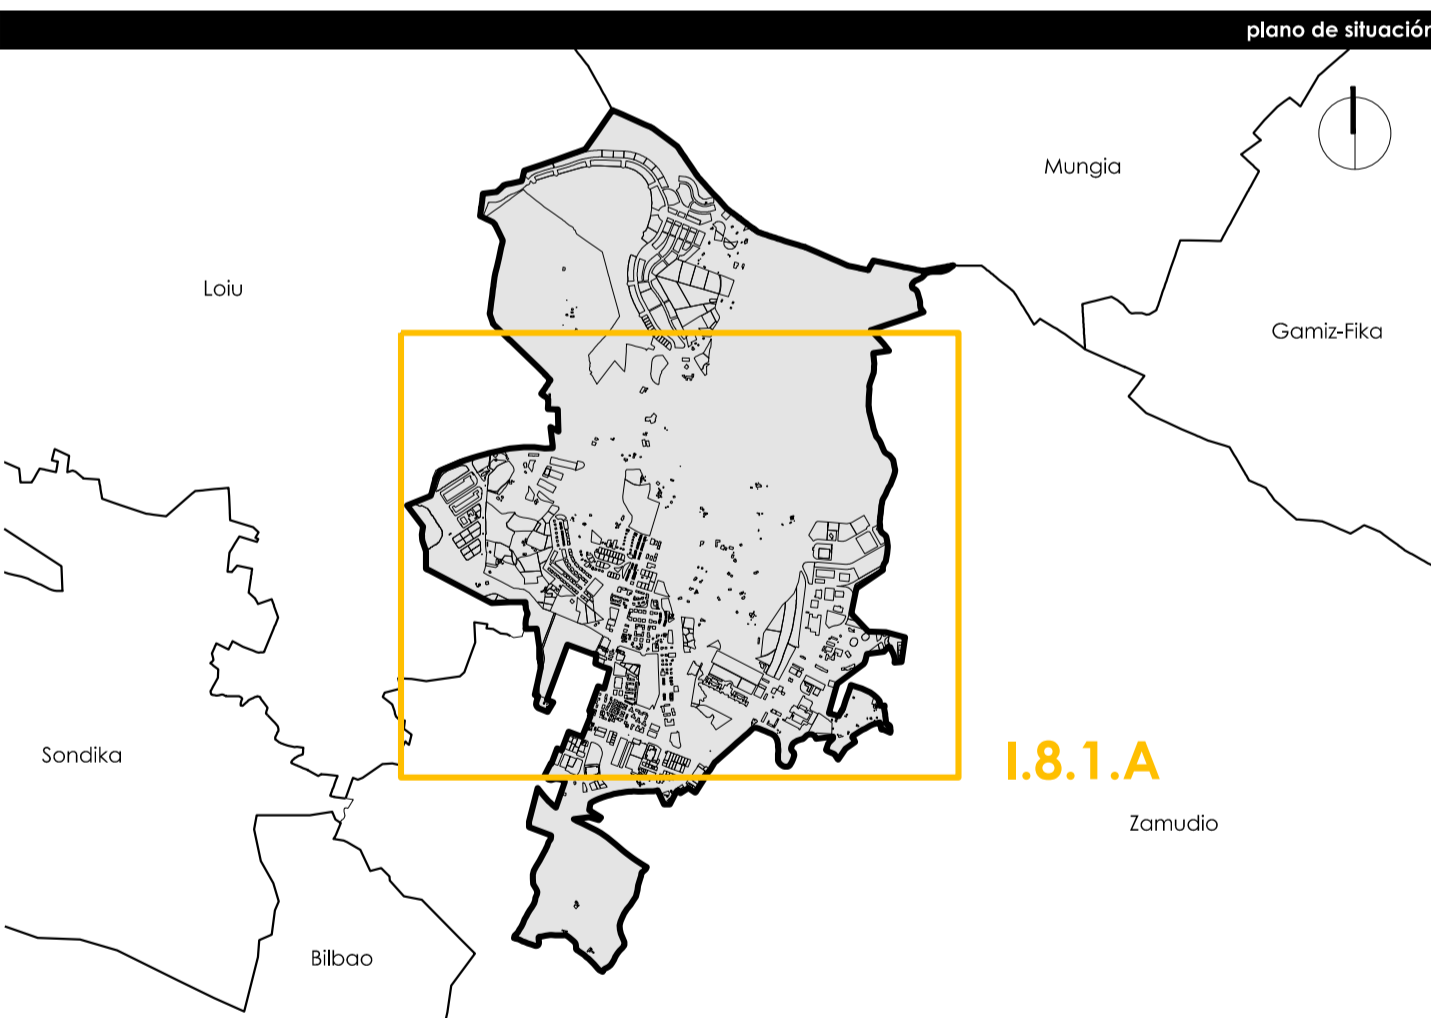 plano de situación
Mungia
Loiu
Gamiz-Fika
Sondika
I.8.1.A
Zamudio
Bilbao